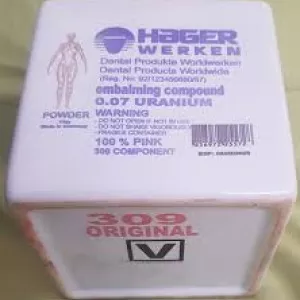 HAGER
WERKEN
Dental Produkte Worldwerken
Dental Products Worldwide
embalming compound
0.07 URANIUM
WARNING
- DO NOT OPEN IF NOT IN USE
- DO NOT SHAKE VIGOROUSLY
- FRAGILE CONTAINER
100 % PINK
309 COMPONENT
POWDER
309
ORIGINAL
V